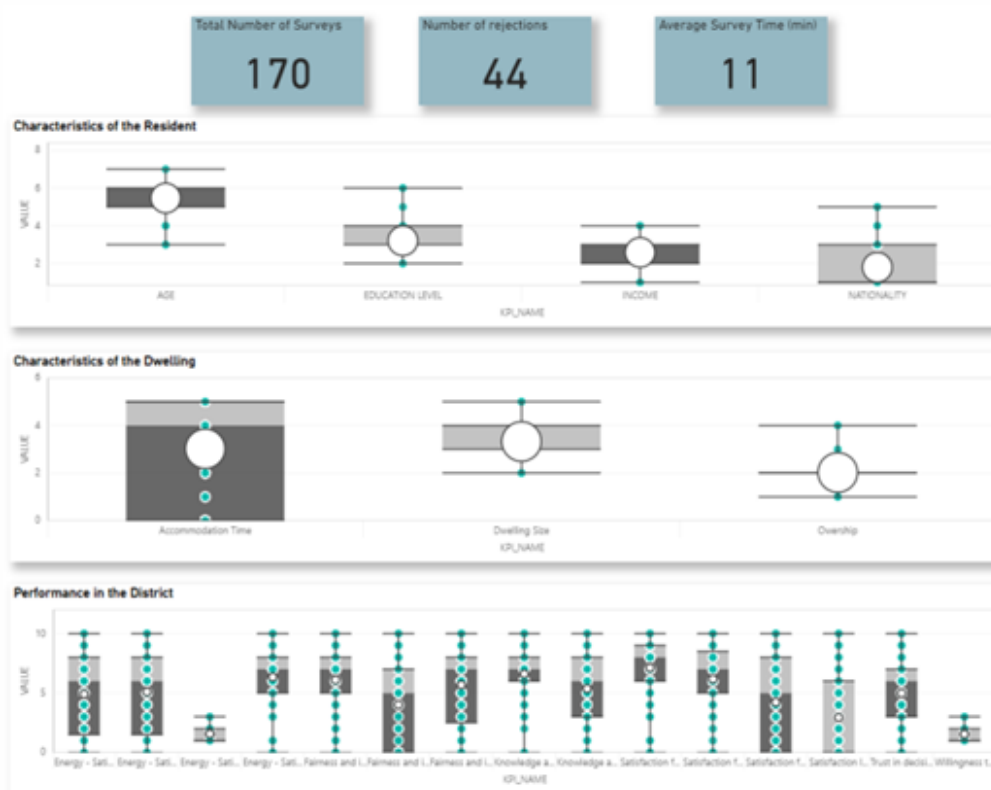 Total Number of Surveys
170
Number of rejections
44
Average Survey Time (min)
11
Characteristics of the Resident
8
6
4
2
VALUE
AGE
EDUCATION LEVEL
INCOME
NATIONALITY
KPI_NAME
Characteristics of the Dwelling
6
4
2
0
VALUE
Accommodation Time
Dwelling Size
Owership
KPI_NAME
Performance in the District
10
5
0
VALUE
Energy - Sati...
Energy - Sati...
Energy - Sati...
Energy - Sati...
Fairness and i...
Fairness and i...
Fairness and i...
Knowledge a...
Knowledge a...
Satisfaction f...
Satisfaction f...
Satisfaction f...
Satisfaction l...
Trust in decisi...
Willingness t...
KPI_NAME